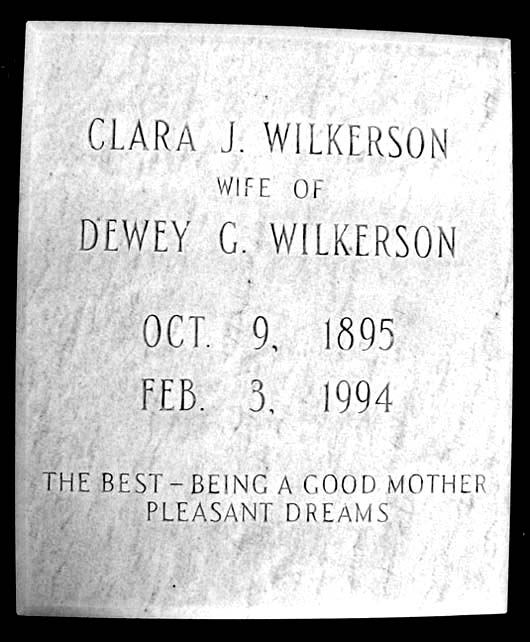 CLARA J. WILKERSON
WIFE OF
DEWEY G. WILKERSON
OCT. 9, 1895
FEB. 3, 1994
THE BEST – BEING A GOOD MOTHER
PLEASANT DREAMS